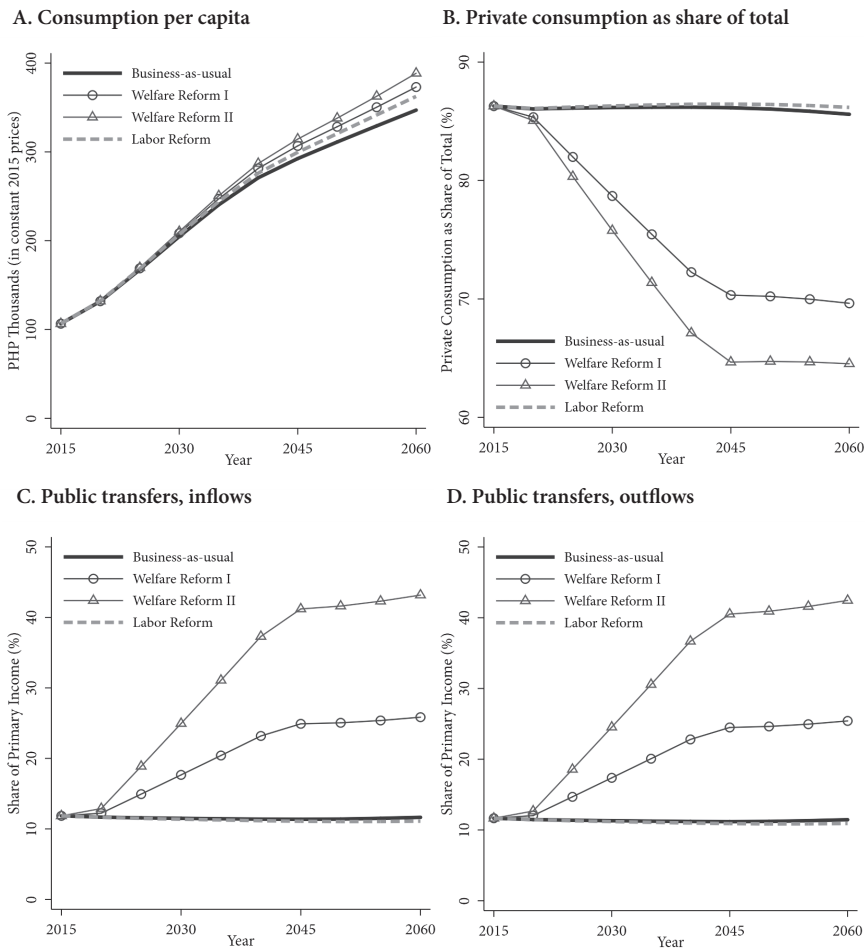 A. Consumption per capita
PHP Thousands (in constant 2015 prices)
400
300
200
100
0
Business-as-usual
Welfare Reform I
Welfare Reform II
Labor Reform
2015
2030
2045
2060
Year
B. Private consumption as share of total
Private Consumption as Share of Total (%)
90
80
70
60
Business-as-usual
Welfare Reform I
Welfare Reform II
Labor Reform
2015
2030
2045
2060
Year
C. Public transfers, inflows
Share of Primary Income (%)
50
40
30
20
10
0
Business-as-usual
Welfare Reform I
Welfare Reform II
Labor Reform
2015
2030
2045
2060
Year
D. Public transfers, outflows
Share of Primary Income (%)
50
40
30
20
10
0
Business-as-usual
Welfare Reform I
Welfare Reform II
Labor Reform
2015
2030
2045
2060
Year